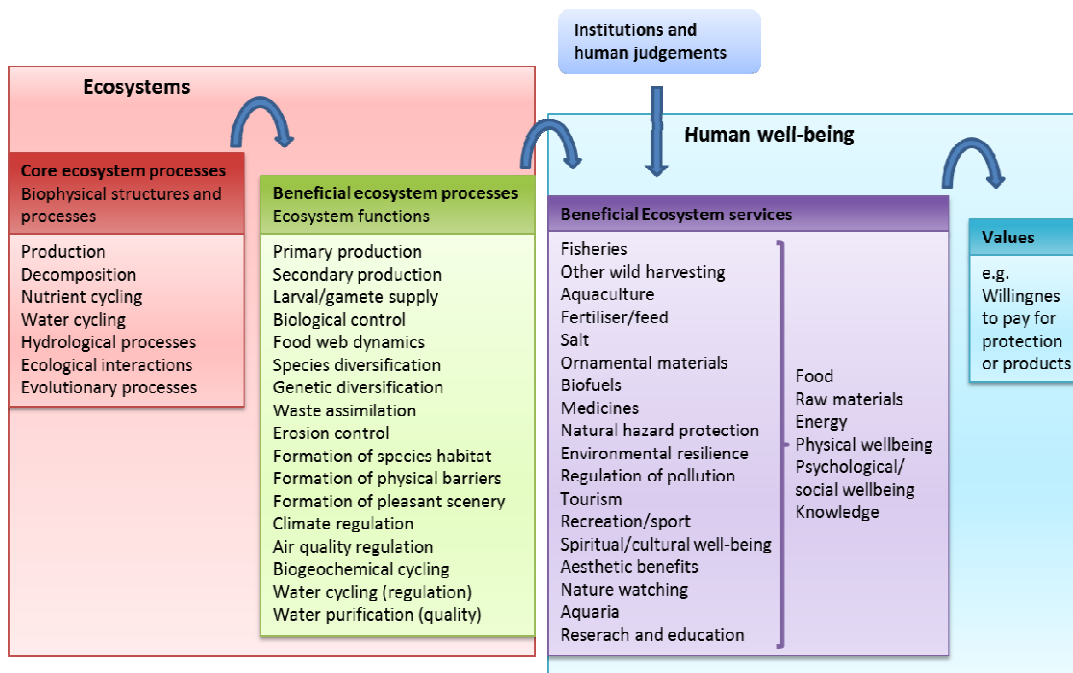 Institutions and
human judgements
Ecosystems
Human well-being
Core ecosystem processes
Biophysical structures and
processes
Production
Decomposition
Nutrient cycling
Water cycling
Hydrological processes
Ecological interactions
Evolutionary processes
Beneficial ecosystem processes
Ecosystem functions
Primary production
Secondary production
Larval/gamete supply
Biological control
Food web dynamics
Species diversification
Genetic diversification
Waste assimilation
Erosion control
Formation of species habitat
Formation of physical barriers
Formation of pleasant scenery
Climate regulation
Air quality regulation
Biogeochemical cycling
Water cycling (regulation)
Water purification (quality)
Beneficial Ecosystem services
Fisheries
Other wild harvesting
Aquaculture
Fertiliser/feed
Salt
Ornamental materials
Biofuels
Medicines
Natural hazard protection
Environmental resilience
Regulation of pollution
Tourism
Recreation/sport
Spiritual/cultural well-being
Aesthetic benefits
Nature watching
Aquaria
Reserach and education
Food
Raw materials
Energy
Physical wellbeing
Psychological/
social wellbeing
Knowledge
Values
e.g.
Willingnes
to pay for
protection
or products